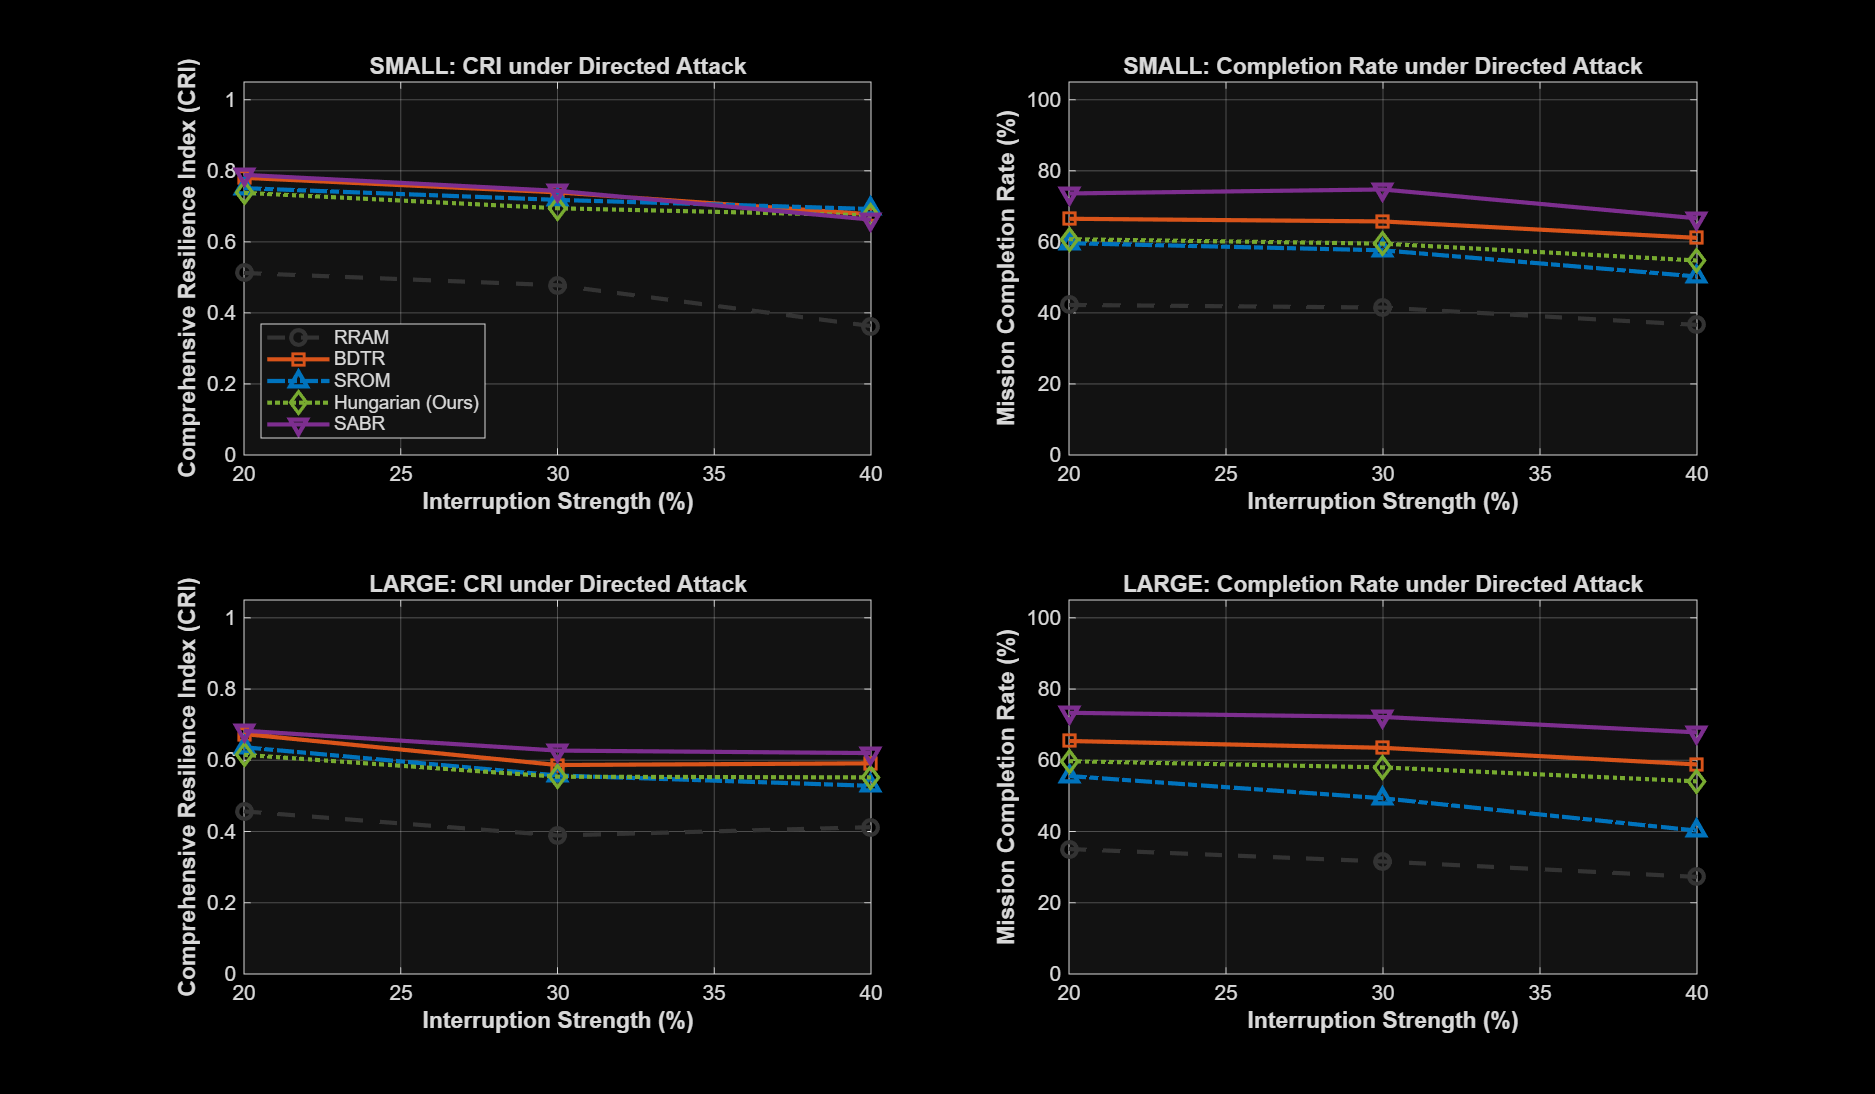 SMALL: CRI under Directed Attack
Comprehensive Resilience Index (CRI)
1
0.8
0.6
0.4
0.2
0
RRAM
BDTR
SROM
Hungarian (Ours)
SABR
20 25 30 35 40
Interruption Strength (%)
SMALL: Completion Rate under Directed Attack
Mission Completion Rate (%)
100
80
60
40
20
0
20 25 30 35 40
Interruption Strength (%)
LARGE: CRI under Directed Attack
Comprehensive Resilience Index (CRI)
1
0.8
0.6
0.4
0.2
0
20 25 30 35 40
Interruption Strength (%)
LARGE: Completion Rate under Directed Attack
Mission Completion Rate (%)
100
80
60
40
20
0
20 25 30 35 40
Interruption Strength (%)